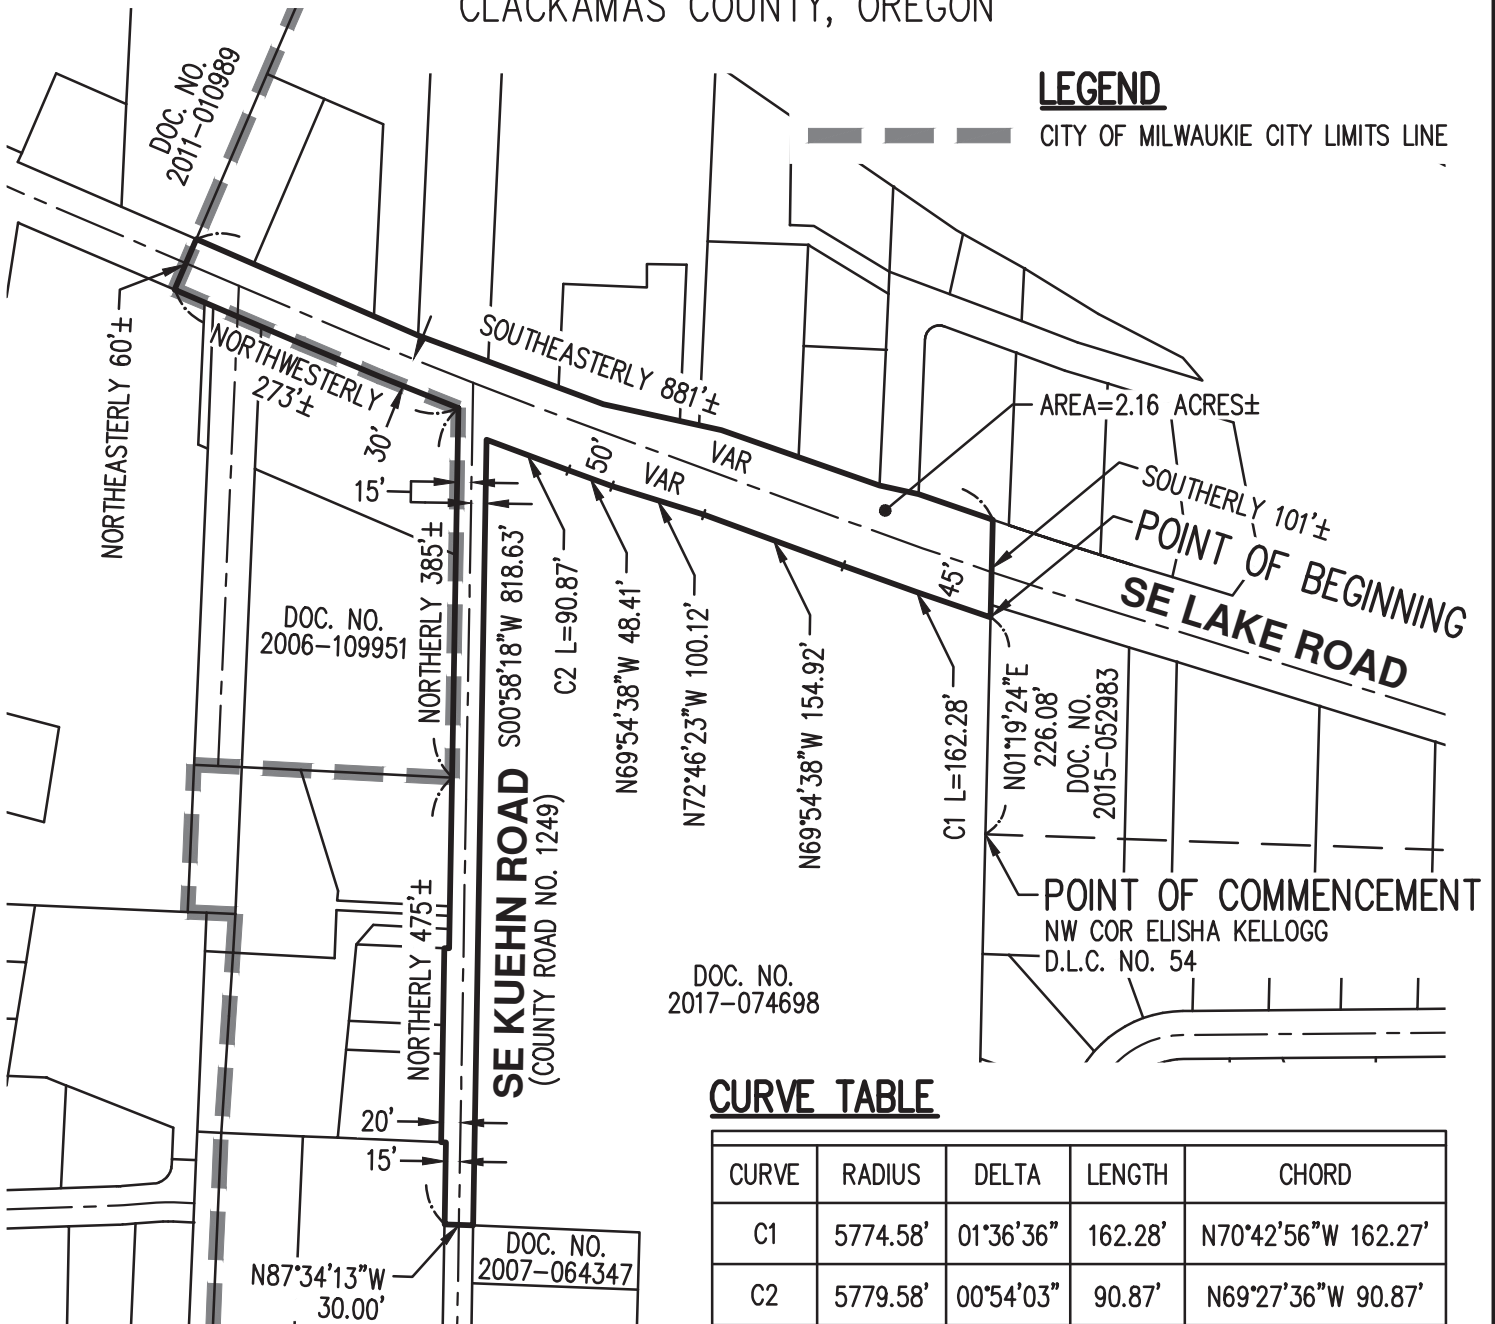 CLACKAMAS COUNTY, OREGON
LEGEND
CITY OF MILWAUKIE CITY LIMITS LINE
DOC. NO.
2011-010989
NORTHEASTERLY 60'±
NORTHWESTERLY
273'±
30'
SOUTHEASTERLY 881'±
AREA=2.16 ACRES±
VAR
50'
VAR
15'
SOUTHERLY 101'±
POINT OF BEGINNING
SE LAKE ROAD
45'
NORTHERLY 385'±
S00°58'18"W 818.63'
C2 L=90.87'
N69°54'38"W 48.41'
N72°46'23"W 100.12'
N69°54'38"W 154.92'
C1 L=162.28'
N01°19'24"E
226.08'
DOC. NO.
2015-052983
DOC. NO.
2006-109951
SE KUEHN ROAD
(COUNTY ROAD NO. 1249)
NORTHERLY 475'±
POINT OF COMMENCEMENT
NW COR ELISHA KELLOGG
D.L.C. NO. 54
DOC. NO.
2017-074698
20'
15'
N87°34'13"W
30.00'
DOC. NO.
2007-064347
CURVE TABLE
CURVE RADIUS DELTA LENGTH CHORD
C1 5774.58' 01°36'36" 162.28' N70°42'56"W 162.27'
C2 5779.58' 00°54'03" 90.87' N69°27'36"W 90.87'